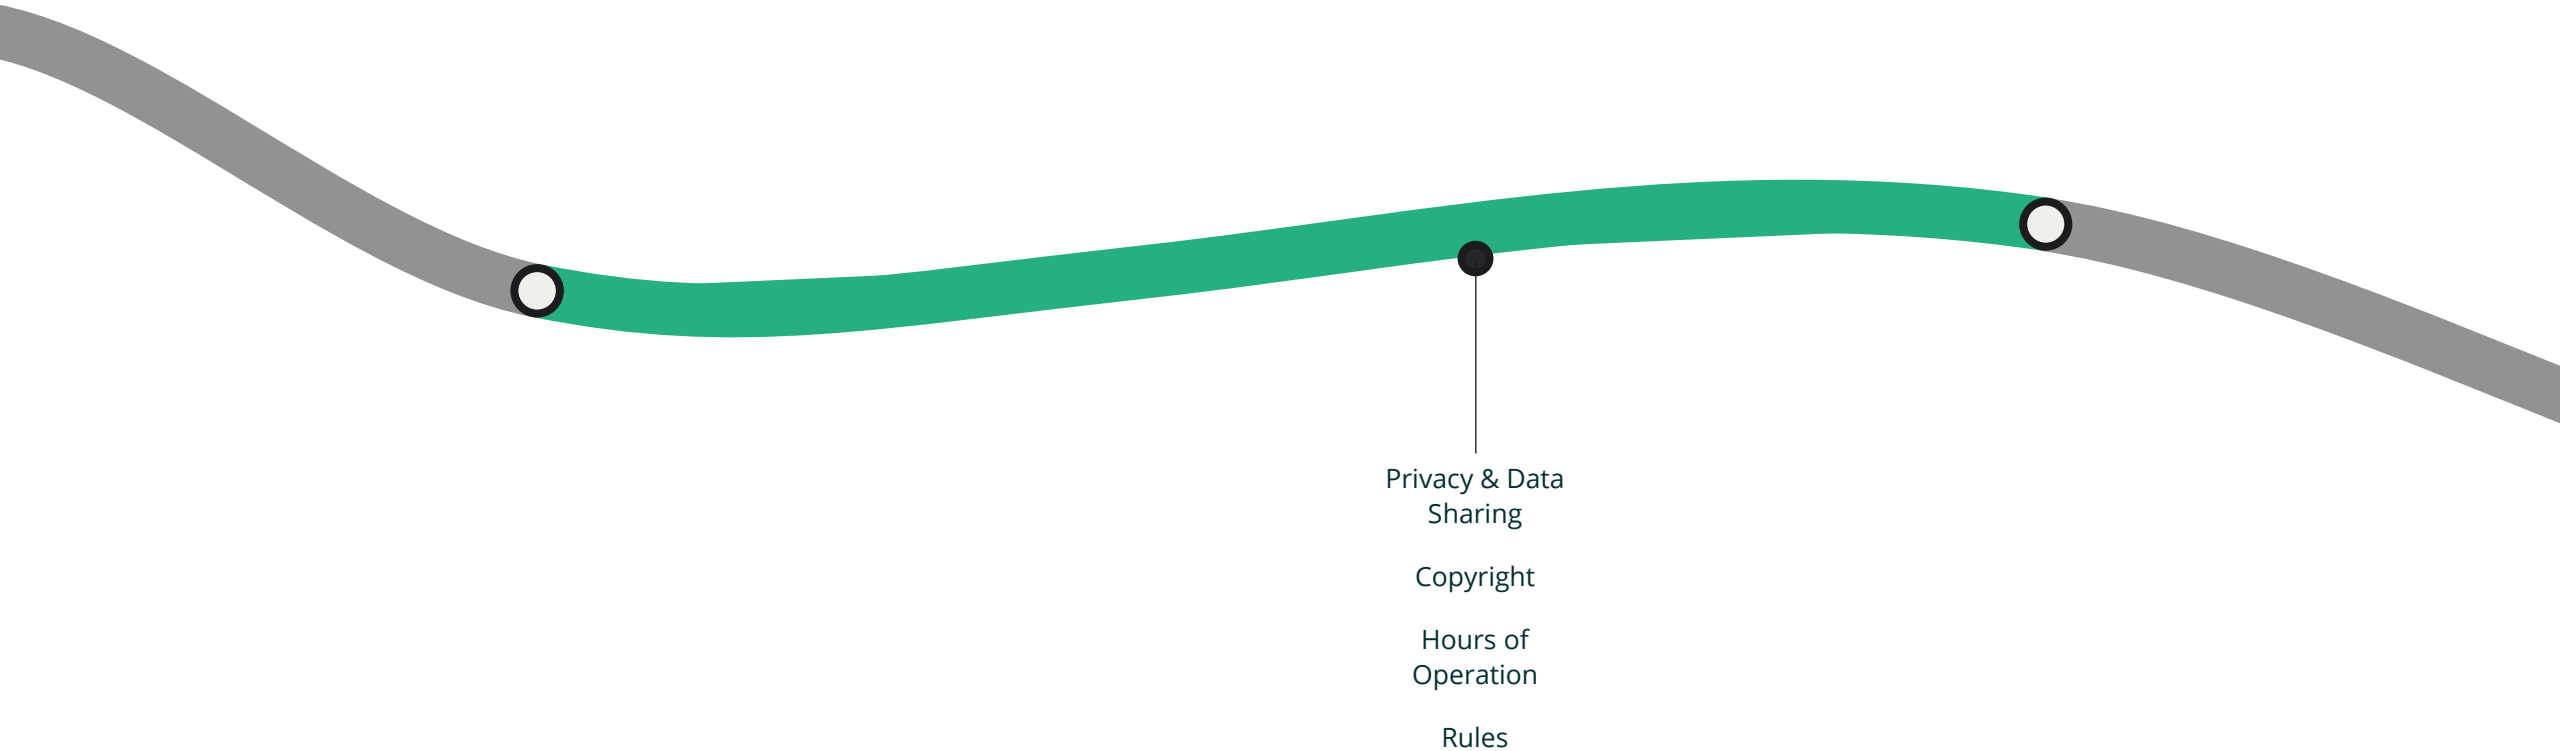 Privacy & Data
Sharing
Copyright
Hours of
Operation
Rules